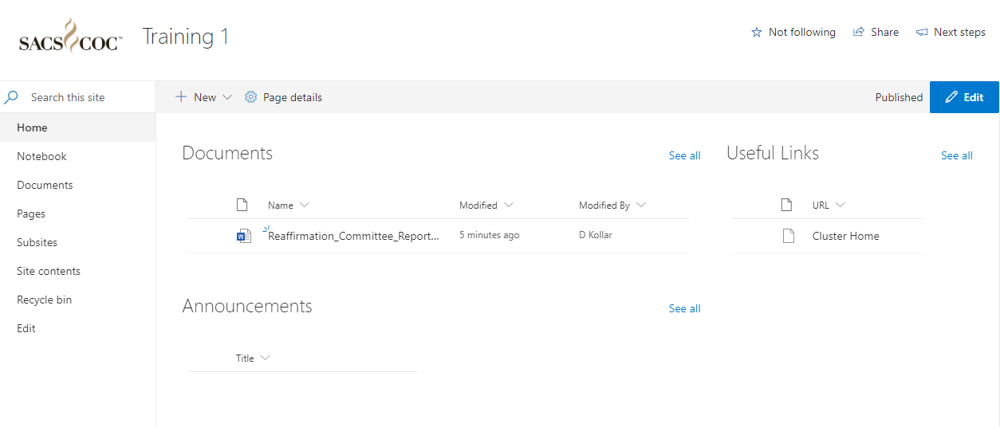 SACS COC™
Training 1
Not following
Share
Next steps
Search this site
New
Page details
Published
Edit
Home
Notebook
Documents
Pages
Subsites
Site contents
Recycle bin
Edit
Documents
See all
Name
Modified
Modified By
Reaffirmation_Committee_Report...
5 minutes ago
D Kollar
Useful Links
See all
URL
Cluster Home
Announcements
See all
Title